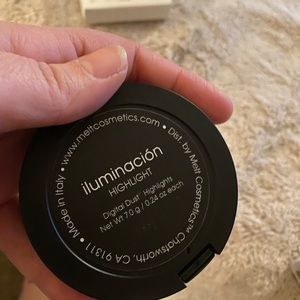 • www.meltcosmetics.com •
Dist. by Melt Cosmetics™ Chatsworth, CA 91311 • Made in Italy
iluminación
HIGHLIGHT
Digital Dust® Highlights
Net Wt 7.0 g / 0.24 oz each